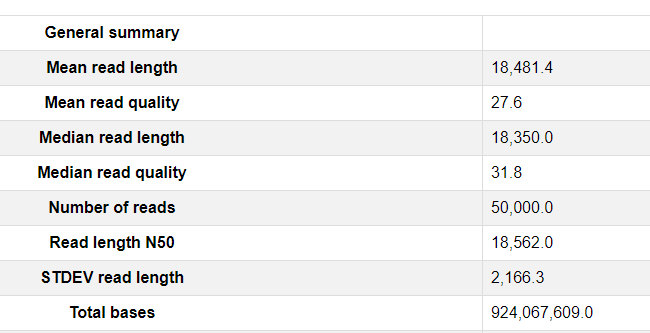 General summary
Mean read length 18,481.4
Mean read quality 27.6
Median read length 18,350.0
Median read quality 31.8
Number of reads 50,000.0
Read length N50 18,562.0
STDEV read length 2,166.3
Total bases 924,067,609.0